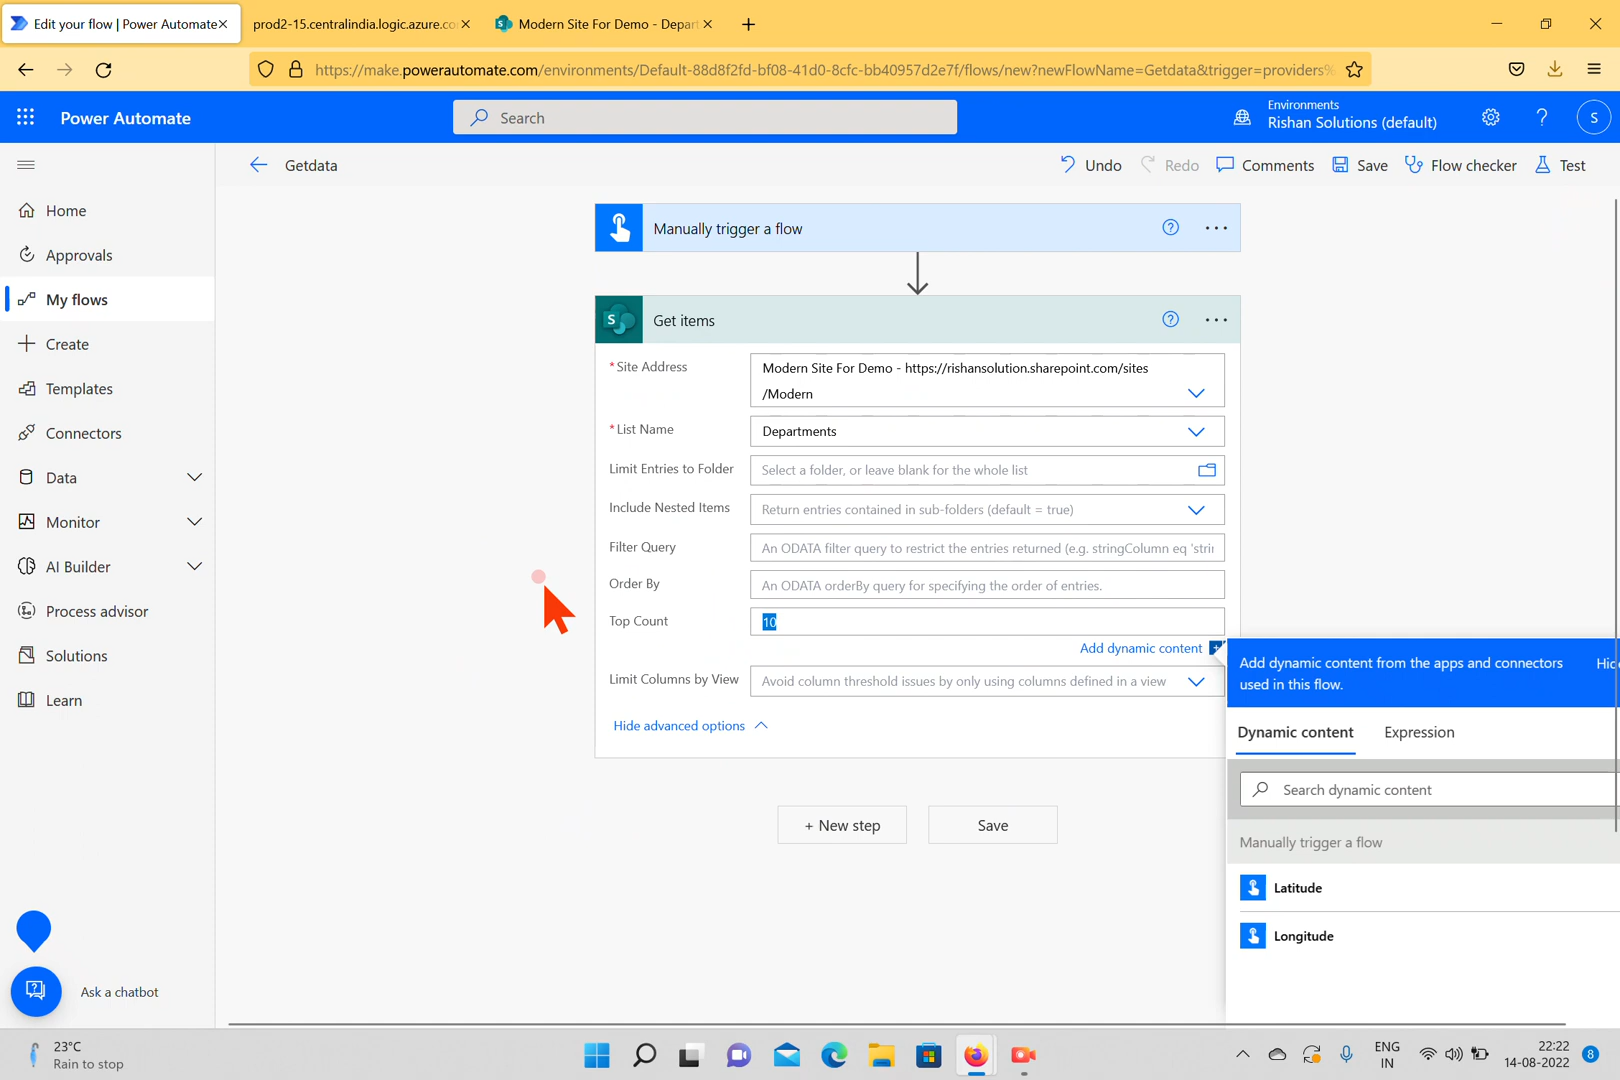 Edit your flow | Power Automate
prod2-15.centralindia.logic.azure.co
Modern Site For Demo - Depart
https://make.powerautomate.com/environments/Default-88d8f2fd-bf08-41d0-8cfc-bb40957d2e7f/flows/new?newFlowName=Getdata&trigger=providers%
Power Automate
Search
Environments
Rishan Solutions (default)
S
Getdata
Undo
Redo
Comments
Save
Flow checker
Test
Home
Approvals
My flows
Create
Templates
Connectors
Data
Monitor
AI Builder
Process advisor
Solutions
Learn
Ask a chatbot
Manually trigger a flow
Get items
* Site Address
Modern Site For Demo - https://rishansolution.sharepoint.com/sites
/Modern
* List Name
Departments
Limit Entries to Folder
Select a folder, or leave blank for the whole list
Include Nested Items
Return entries contained in sub-folders (default = true)
Filter Query
An ODATA filter query to restrict the entries returned (e.g. stringColumn eq 'strin
Order By
An ODATA orderBy query for specifying the order of entries.
Top Count
10
Add dynamic content
Limit Columns by View
Avoid column threshold issues by only using columns defined in a view
Hide advanced options
+ New step
Save
Add dynamic content from the apps and connectors
used in this flow.
Hid
Dynamic content
Expression
Search dynamic content
Manually trigger a flow
Latitude
Longitude
23°C
Rain to stop
ENG
IN
22:22
14-08-2022
8